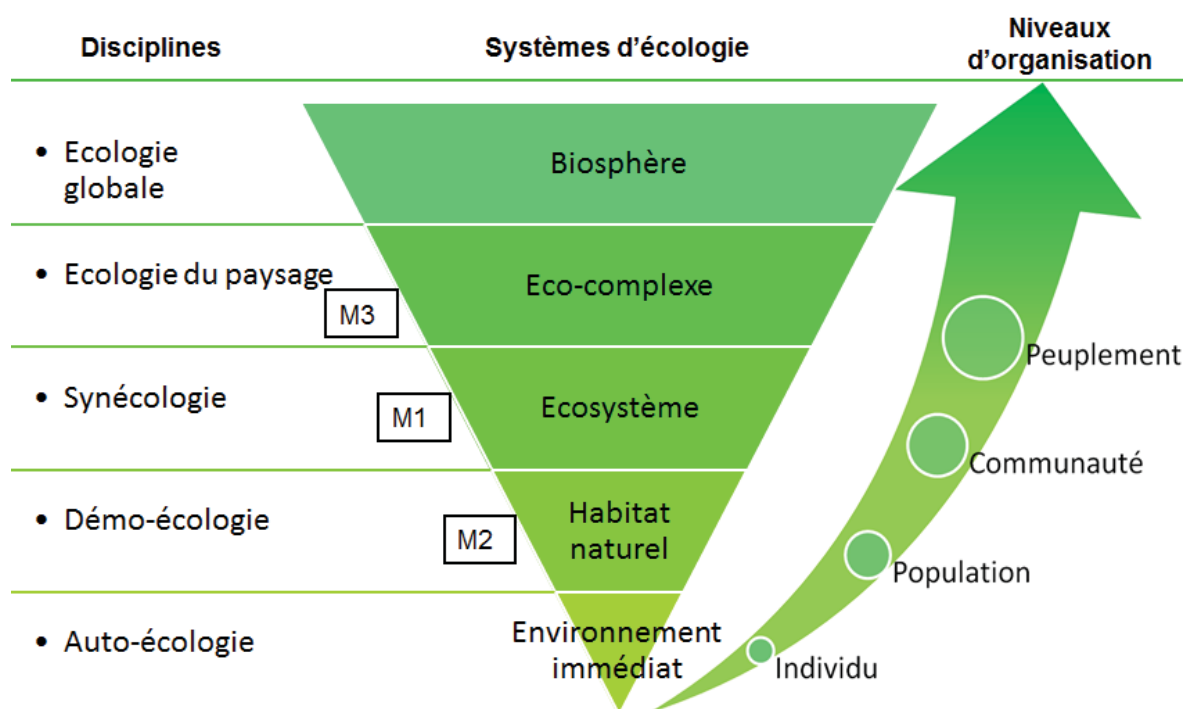 Disciplines
Systèmes d'écologie
Niveaux
d'organisation
• Ecologie
globale
Biosphère
• Ecologie du paysage
M3
Eco-complexe
Peuplement
• Synécologie
M1
Ecosystème
Communauté
• Démo-écologie
M2
Habitat
naturel
Population
• Auto-écologie
Environnement
immédiat
Individu